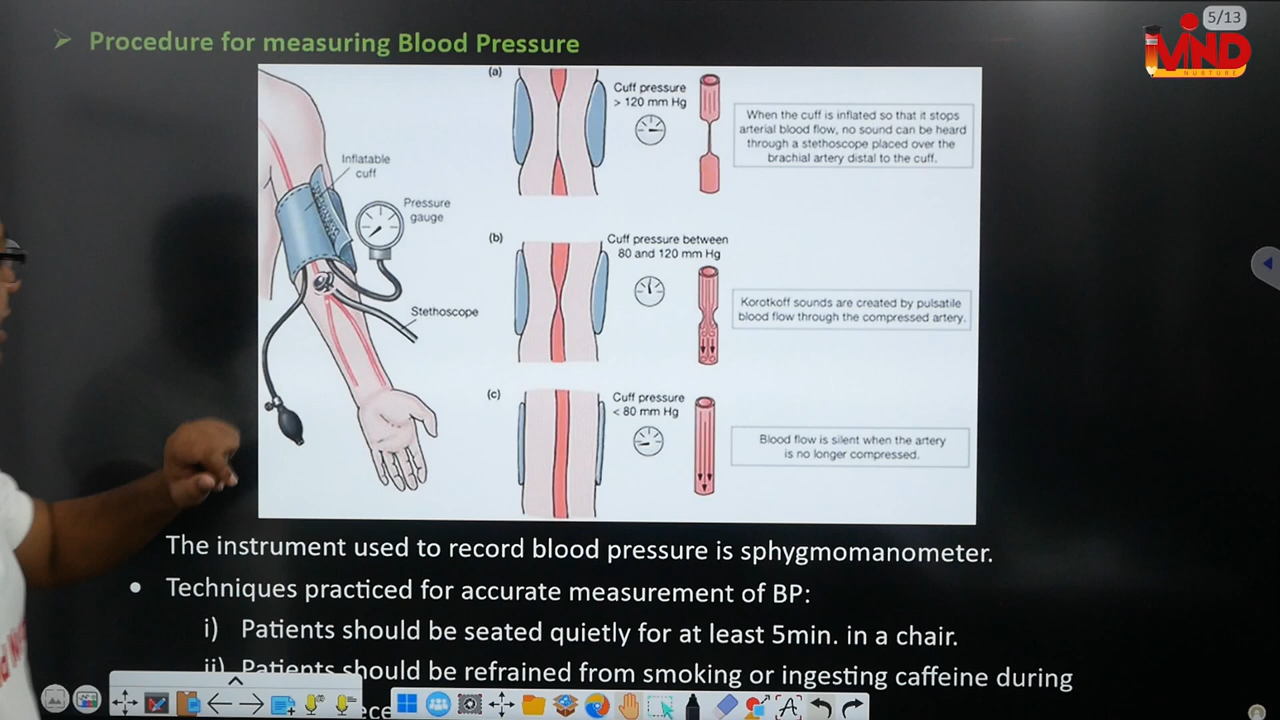 5/13
MIND
NURTURE
➢ Procedure for measuring Blood Pressure
Inflatable
cuff
Pressure
gauge
Stethoscope
(a)
Cuff pressure
> 120 mm Hg
When the cuff is inflated so that it stops
arterial blood flow, no sound can be heard
through a stethoscope placed over the
brachial artery distal to the cuff.
(b)
Cuff pressure between
80 and 120 mm Hg
Korotkoff sounds are created by pulsatile
blood flow through the compressed artery.
(c)
Cuff pressure
< 80 mm Hg
Blood flow is silent when the artery
is no longer compressed.
The instrument used to record blood pressure is sphygmomanometer.
• Techniques practiced for accurate measurement of BP:
i) Patients should be seated quietly for at least 5min. in a chair.
ii) Patients should be refrained from smoking or ingesting caffeine during